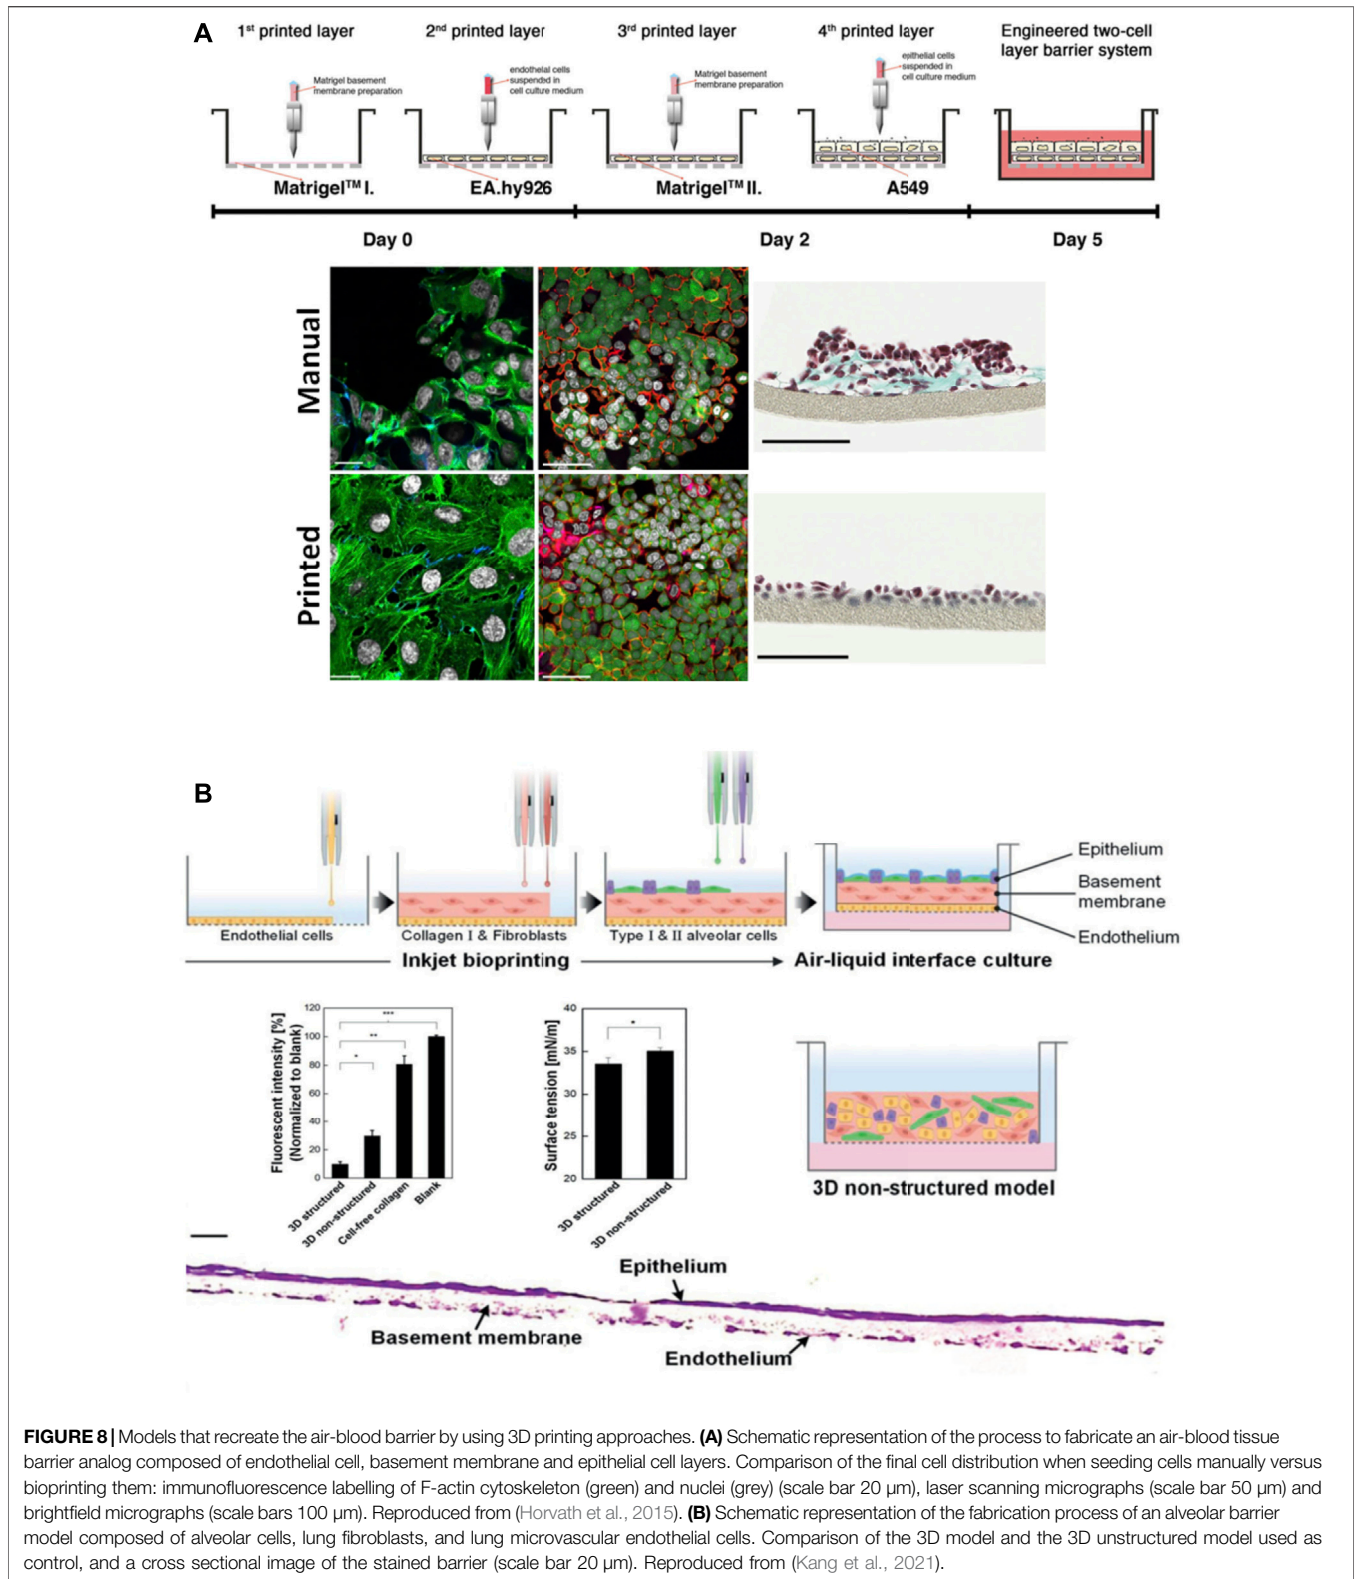 A
1st printed layer
2nd printed layer
3rd printed layer
4th printed layer
Engineered two-cell
layer barrier system
Matrigel basement
membrane preparation
endothelial cells
suspended in
cell culture medium
Matrigel basement
membrane preparation
epithelial cells
suspended in
cell culture medium
Matrigel™ I.
EA.hy926
Matrigel™ II.
A549
Day 0
Day 2
Day 5
Manual
Printed
B
Epithelium
Basement
membrane
Endothelium
Endothelial cells
Collagen I & Fibroblasts
Type I & II alveolar cells
Inkjet bioprinting
Air-liquid interface culture
Fluorescent intensity [%]
(Normalized to blank)
120
100
80
60
40
20
0
***
**
*
3D structured
3D non-structured
Cell-free collagen
Blank
Surface tension [mN/m]
40
35
30
25
20
*
3D structured
3D non-structured
3D non-structured model
Epithelium
Basement membrane
Endothelium
FIGURE 8 | Models that recreate the air-blood barrier by using 3D printing approaches. (A) Schematic representation of the process to fabricate an air-blood tissue
barrier analog composed of endothelial cell, basement membrane and epithelial cell layers. Comparison of the final cell distribution when seeding cells manually versus
bioprinting them: immunofluorescence labelling of F-actin cytoskeleton (green) and nuclei (grey) (scale bar 20 µm), laser scanning micrographs (scale bar 50 µm) and
brightfield micrographs (scale bars 100 µm). Reproduced from (Horvath et al., 2015). (B) Schematic representation of the fabrication process of an alveolar barrier
model composed of alveolar cells, lung fibroblasts, and lung microvascular endothelial cells. Comparison of the 3D model and the 3D unstructured model used as
control, and a cross sectional image of the stained barrier (scale bar 20 µm). Reproduced from (Kang et al., 2021).